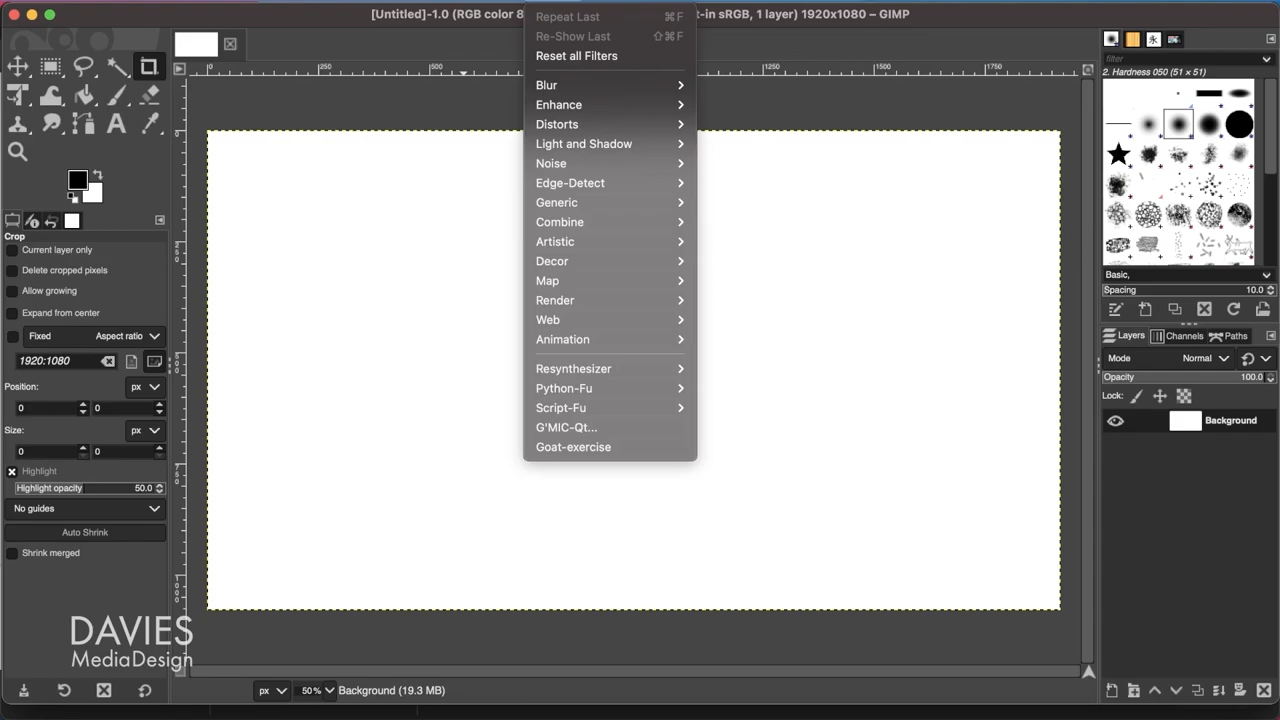 [Untitled]-1.0 (RGB color 8
t-in sRGB, 1 layer) 1920x1080 – GIMP
Repeat Last ⌘F
Re-Show Last ⇧⌘F
Reset all Filters
Blur
Enhance
Distorts
Light and Shadow
Noise
Edge-Detect
Generic
Combine
Artistic
Decor
Map
Render
Web
Animation
Resynthesizer
Python-Fu
Script-Fu
G'MIC-Qt...
Goat-exercise
0 250 500 1250 1500 1750
0
250
500
750
1000
Crop
Current layer only
Delete cropped pixels
Allow growing
Expand from center
Fixed Aspect ratio
1920:1080
Position: px
0 0
Size: px
0 0
Highlight
Highlight opacity 50.0
No guides
Auto Shrink
Shrink merged
DAVIES
MediaDesign
px 50% Background (19.3 MB)
filter
2. Hardness 050 (51 × 51)
Basic,
Spacing 10.0
Layers Channels Paths
Mode Normal
Opacity 100.0
Lock:
Background